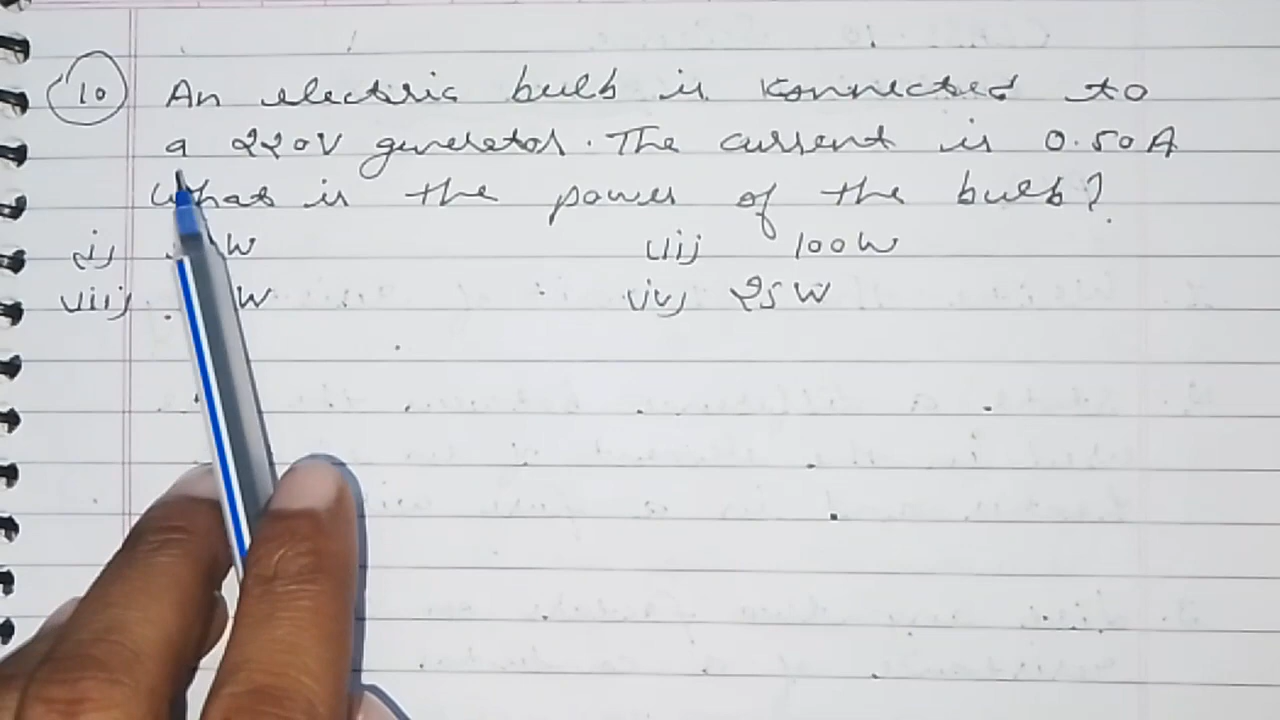 10 An electric bulb is konnected to
a 220V generator. The current is 0.50A
What is the power of the bulb?
i) W ii) 100W
iii) W iv) 25W